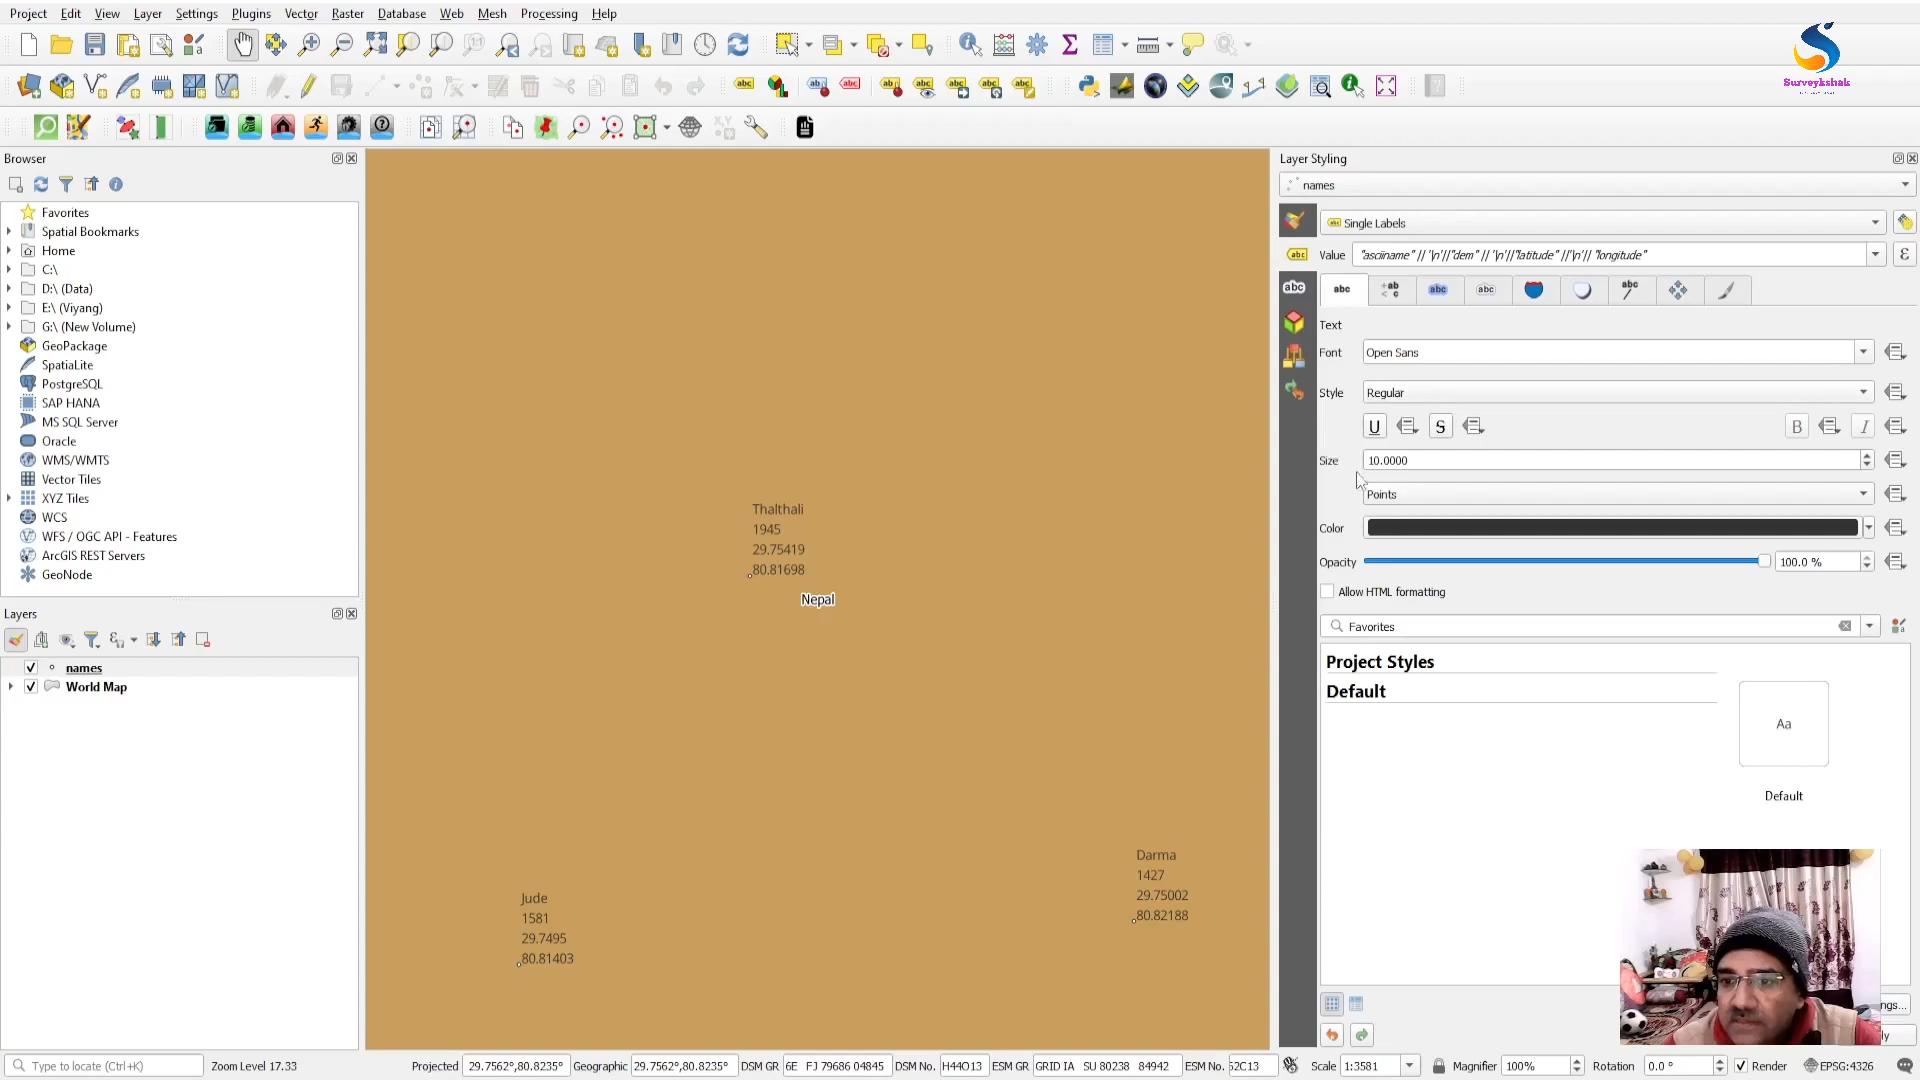 Project Edit View Layer Settings Plugins Vector Raster Database Web Mesh Processing Help
Surveykshak
Browser
Favorites
Spatial Bookmarks
Home
C:\
D:\ (Data)
E:\ (Viyang)
G:\ (New Volume)
GeoPackage
SpatiaLite
PostgreSQL
SAP HANA
MS SQL Server
Oracle
WMS/WMTS
Vector Tiles
XYZ Tiles
WCS
WFS / OGC API - Features
ArcGIS REST Servers
GeoNode
Layers
names
World Map
Thalthali
1945
29.75419
80.81698
Nepal
Jude
1581
29.7495
80.81403
Darma
1427
29.75002
80.82188
Layer Styling
names
Single Labels
Value "asciiname" // '\n'//"dem" // '\n'//"latitude" //'\n'// "longitude"
Text
Font Open Sans
Style Regular
U S B I
Size 10.0000
Points
Color
Opacity 100.0 %
Allow HTML formatting
Favorites
Project Styles
Default
Aa
Default
ngs...
Type to locate (Ctrl+K) Zoom Level 17.33 Projected 29.7562°,80.8235° Geographic 29.7562°,80.8235° DSM GR 6E FJ 79686 04845 DSM No. H44O13 ESM GR GRID IA SU 80238 84942 ESM No. 52C13 Scale 1:3581 Magnifier 100% Rotation 0.0 ° Render EPSG:4326